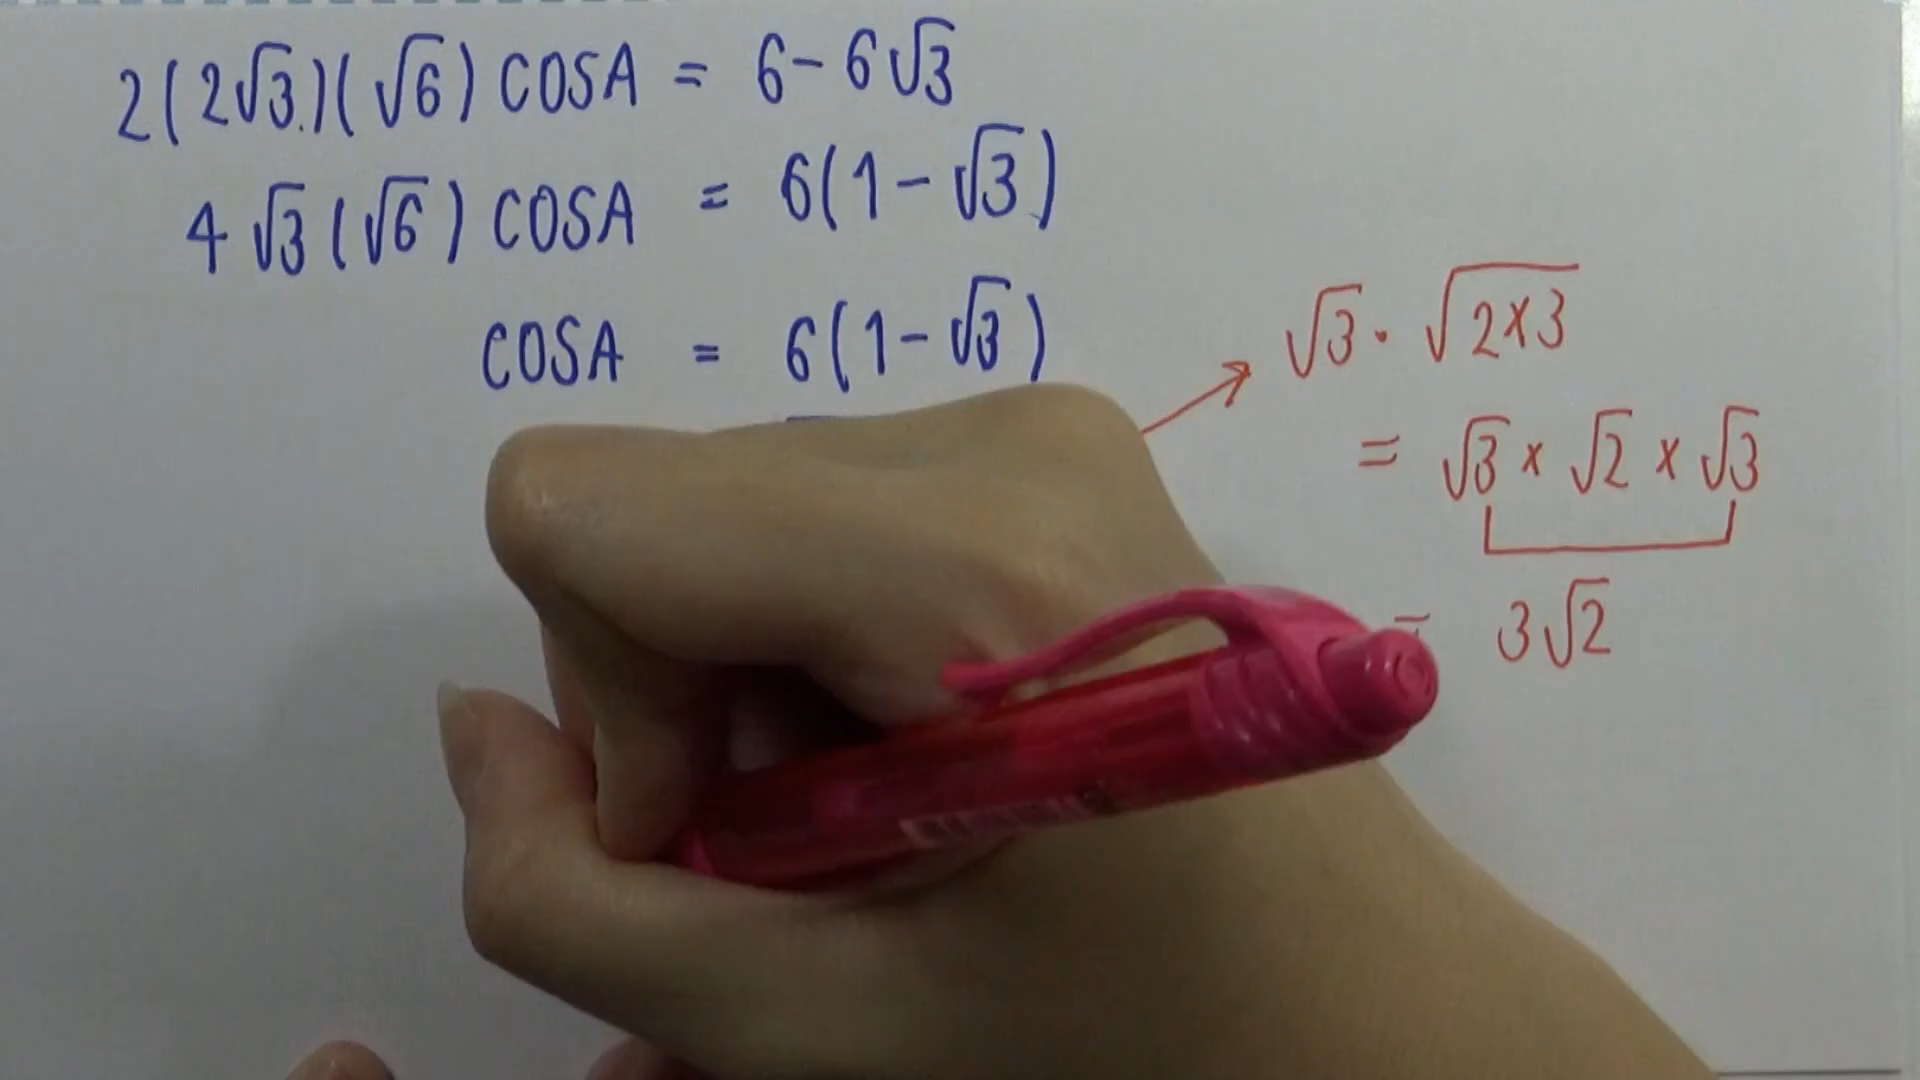 2(2√3)(√6) COSA = 6 - 6√3
4√3(√6) COSA = 6(1 - √3)
COSA = 6(1 - √3)
√3 · √2×3
= √3 × √2 × √3
= 3√2